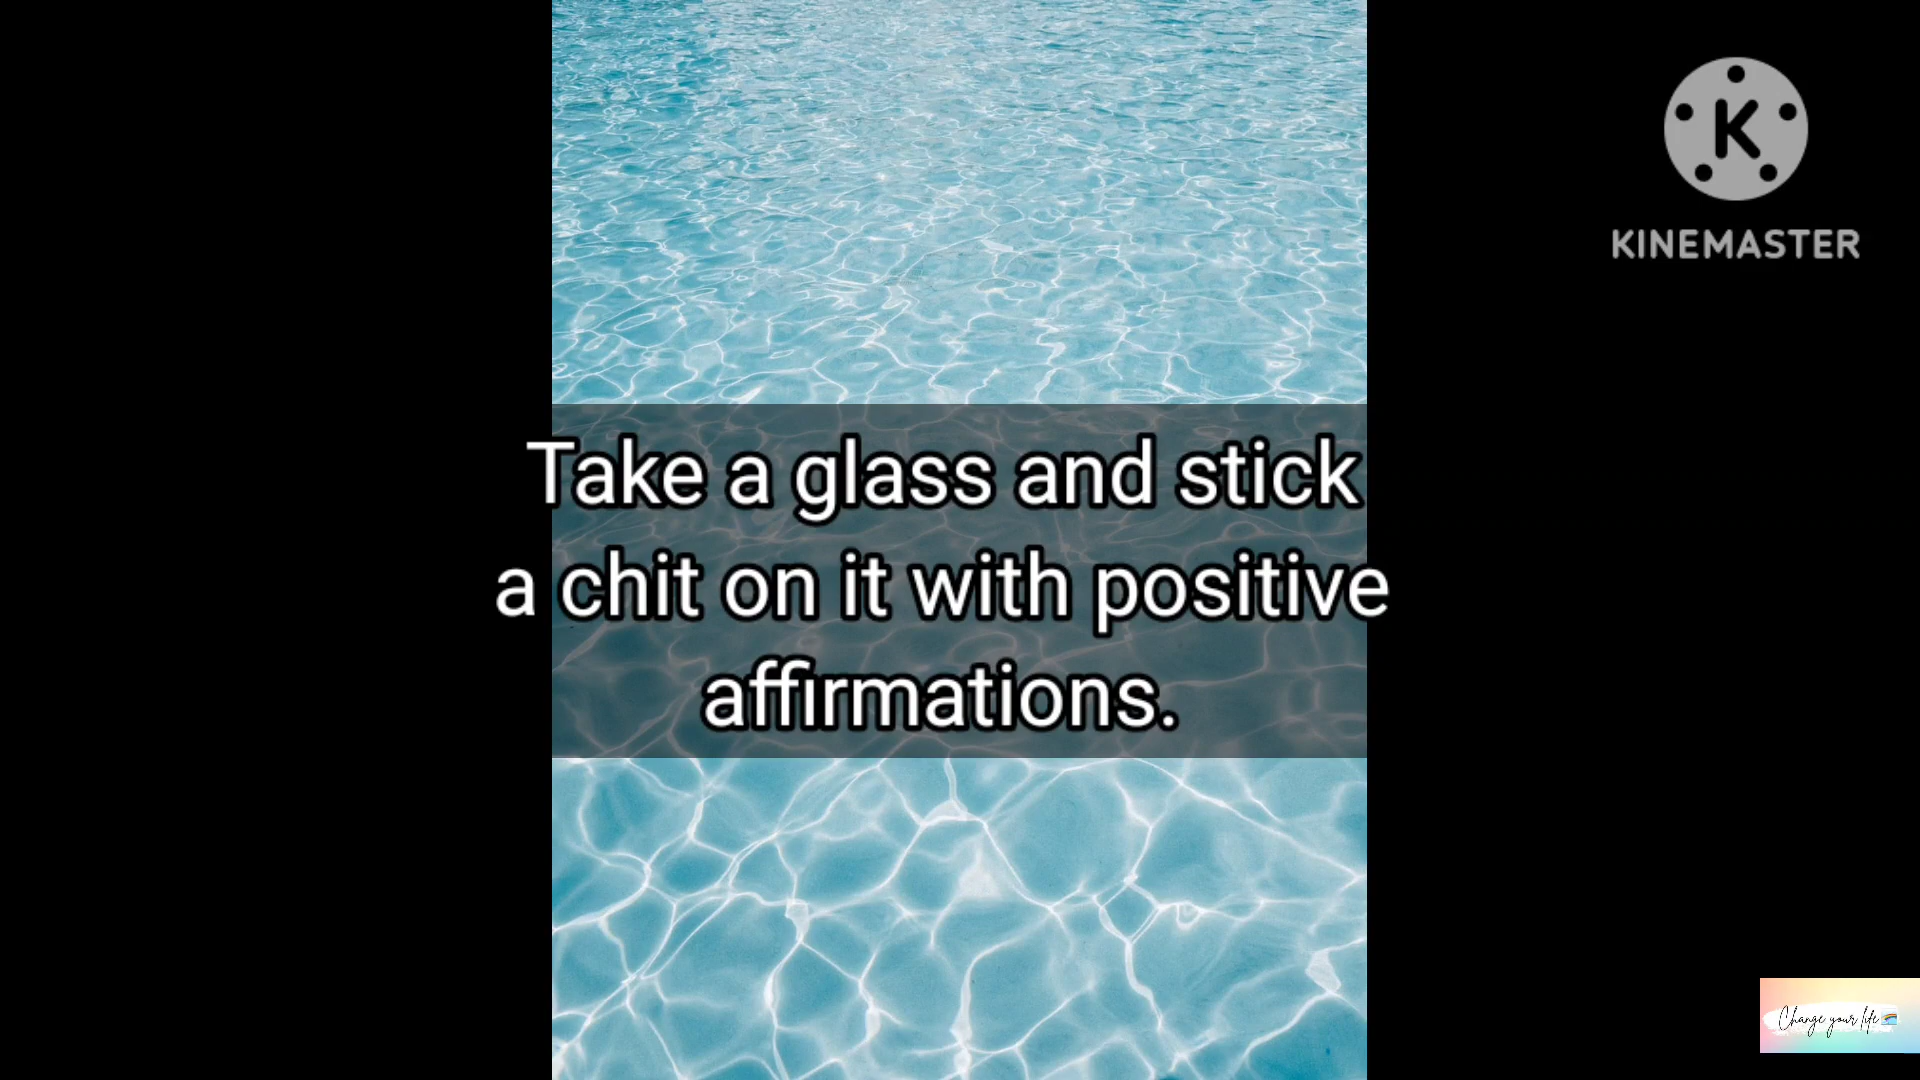 K
KINEMASTER
Take a glass and stick
a chit on it with positive
affirmations.
Change your life